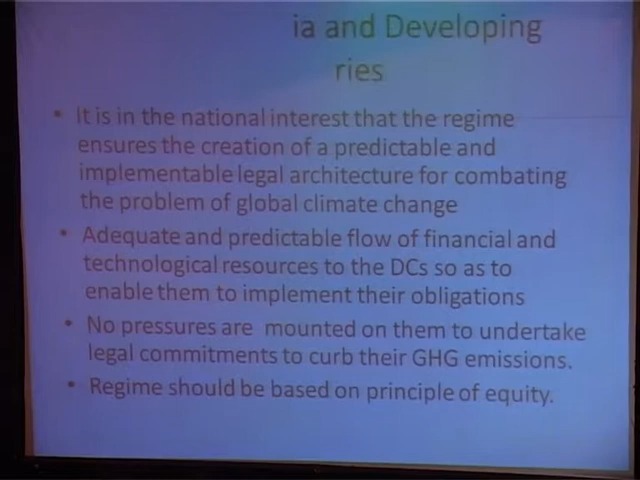 ia and Developing
ries
• It is in the national interest that the regime
ensures the creation of a predictable and
implementable legal architecture for combating
the problem of global climate change
• Adequate and predictable flow of financial and
technological resources to the DCs so as to
enable them to implement their obligations
• No pressures are mounted on them to undertake
legal commitments to curb their GHG emissions.
• Regime should be based on principle of equity.